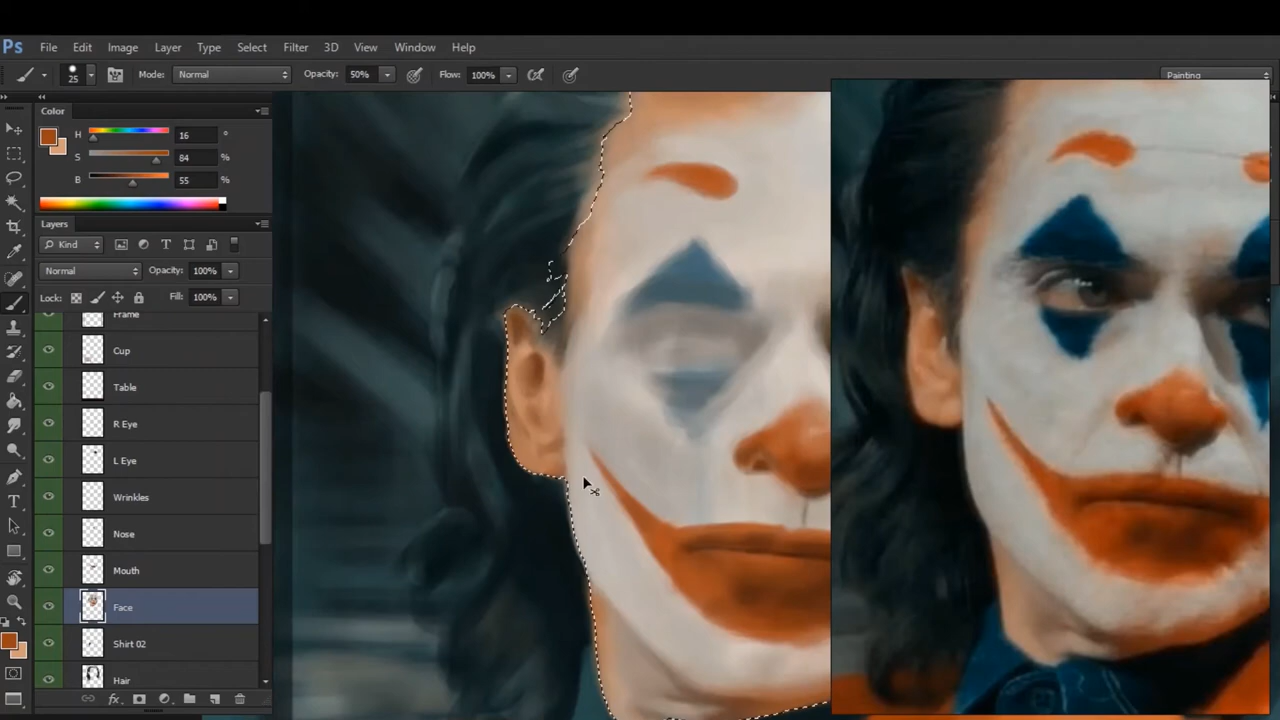 Ps File Edit Image Layer Type Select Filter 3D View Window Help
25 Mode: Normal Opacity: 50% Flow: 100% Painting
Color
H 16 °
S 84 %
B 55 %
Layers
Kind T
Normal Opacity: 100%
Lock: Fill: 100%
Frame
Cup
Table
R Eye
L Eye
Wrinkles
Nose
Mouth
Face
Shirt 02
Hair
fx